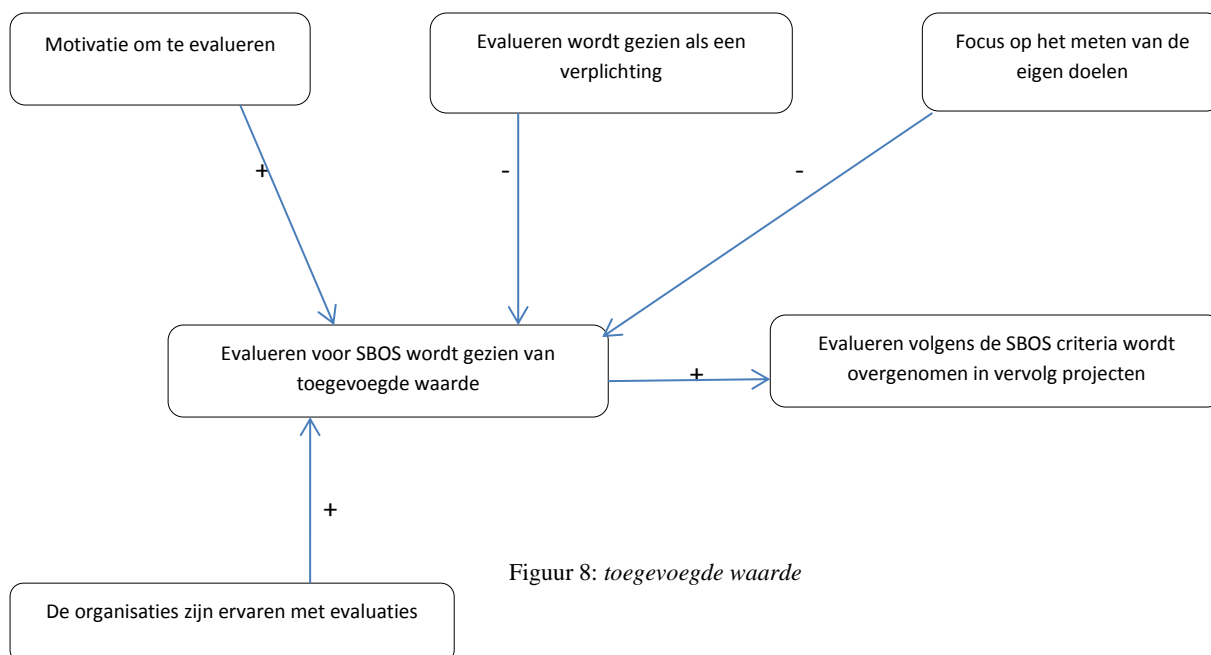 Motivatie om te evalueren
Evalueren wordt gezien als een
verplichting
Focus op het meten van de
eigen doelen
+
-
-
Evalueren voor SBOS wordt gezien van
toegevoegde waarde
+
Evalueren volgens de SBOS criteria wordt
overgenomen in vervolg projecten
+
Figuur 8: toegevoegde waarde
De organisaties zijn ervaren met evaluaties